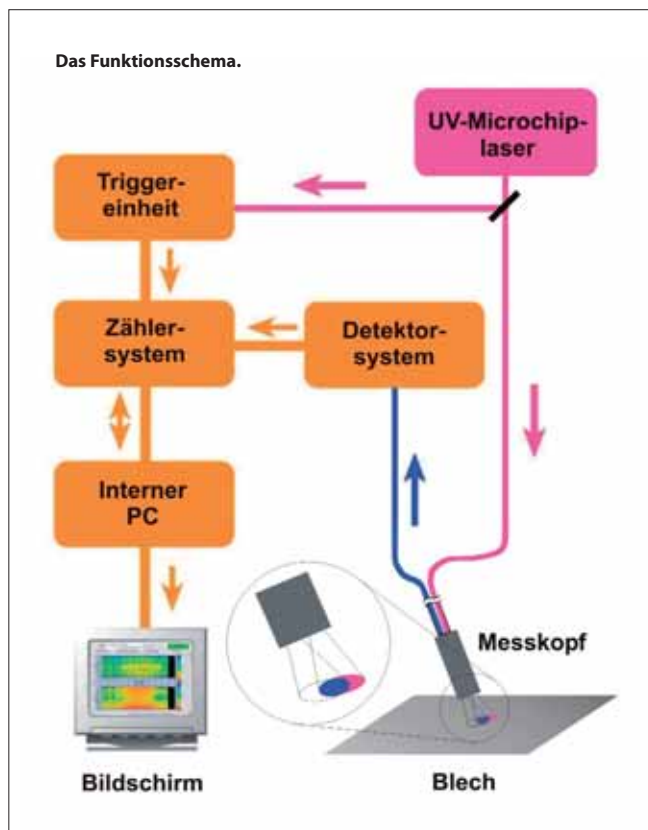 Das Funktionsschema.
UV-Microchip-
laser
Trigger-
einheit
Zähler-
system
Detektor-
system
Interner
PC
Messkopf
Bildschirm
Blech